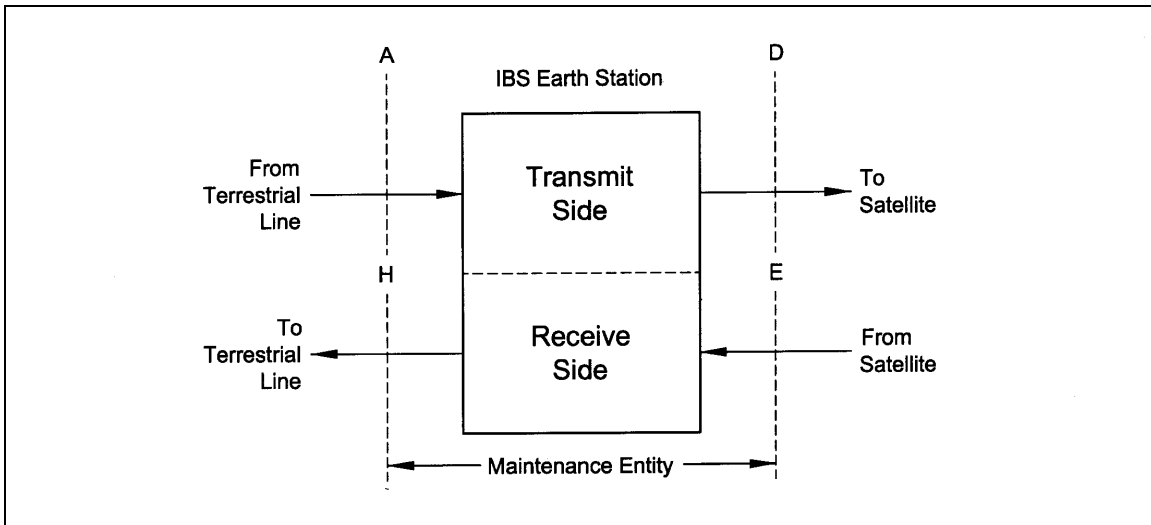 A
D
IBS Earth Station
From
Terrestrial
Line
Transmit
Side
To
Satellite
H
E
To
Terrestrial
Line
Receive
Side
From
Satellite
Maintenance Entity